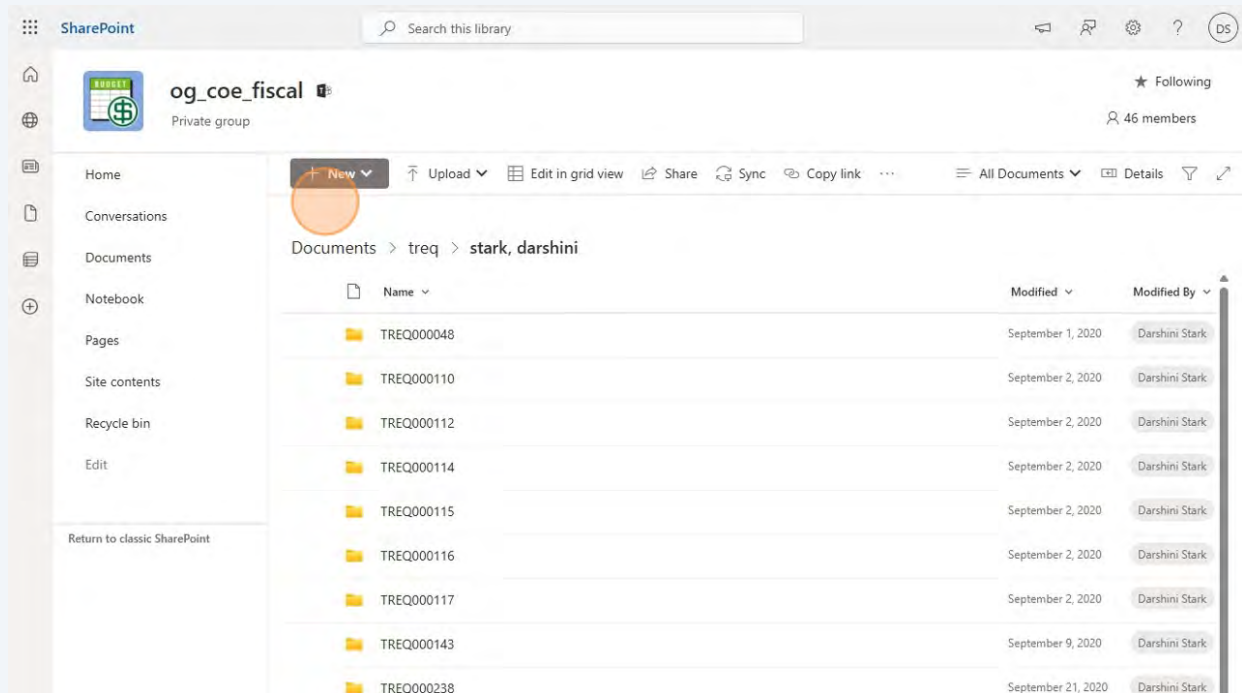 SharePoint
Search this library
DS
BUDGET
og_coe_fiscal
Private group
Following
46 members
Home
Conversations
Documents
Notebook
Pages
Site contents
Recycle bin
Edit
Return to classic SharePoint
+ New Upload Edit in grid view Share Sync Copy link ... All Documents Details
Documents > treq > stark, darshini
Name Modified Modified By
TREQ000048 September 1, 2020 Darshini Stark
TREQ000110 September 2, 2020 Darshini Stark
TREQ000112 September 2, 2020 Darshini Stark
TREQ000114 September 2, 2020 Darshini Stark
TREQ000115 September 2, 2020 Darshini Stark
TREQ000116 September 2, 2020 Darshini Stark
TREQ000117 September 2, 2020 Darshini Stark
TREQ000143 September 9, 2020 Darshini Stark
TREQ000238 September 21, 2020 Darshini Stark